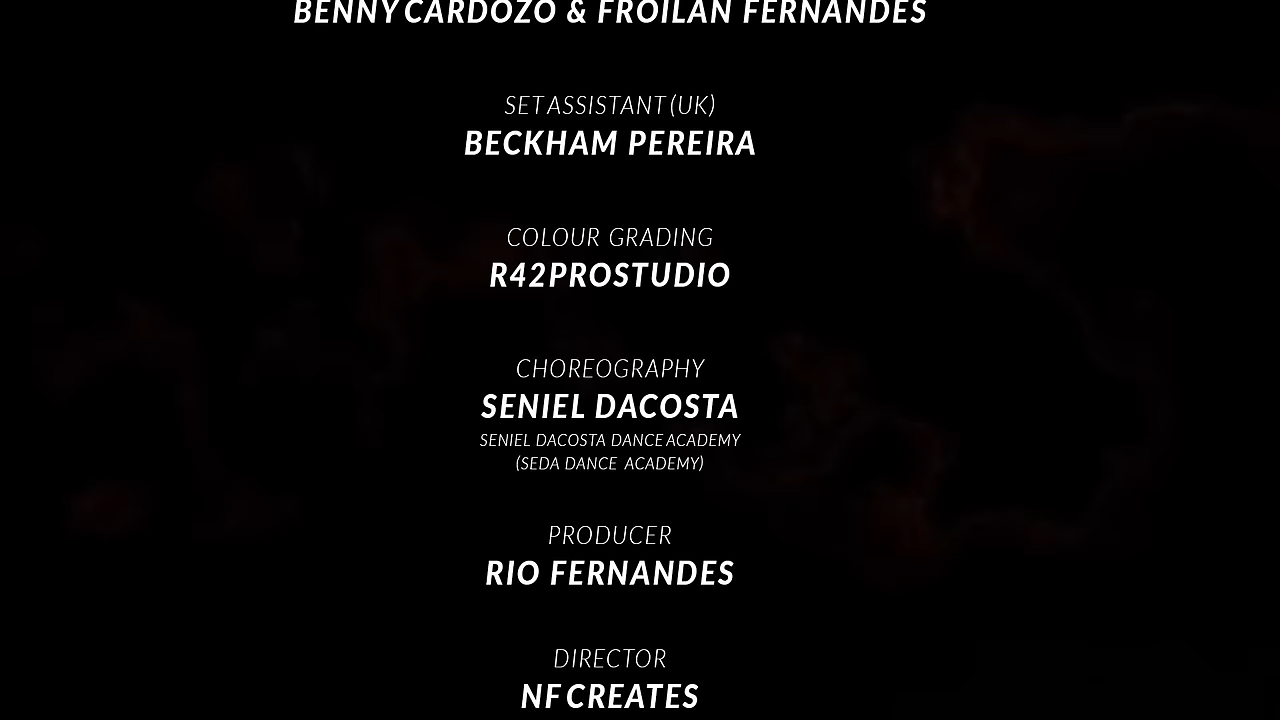 BENNY CARDOZO & FROILAN FERNANDES
SET ASSISTANT (UK)
BECKHAM PEREIRA
COLOUR GRADING
R42PROSTUDIO
CHOREOGRAPHY
SENIEL DACOSTA
SENIEL DACOSTA DANCE ACADEMY
(SEDA DANCE ACADEMY)
PRODUCER
RIO FERNANDES
DIRECTOR
NF CREATES